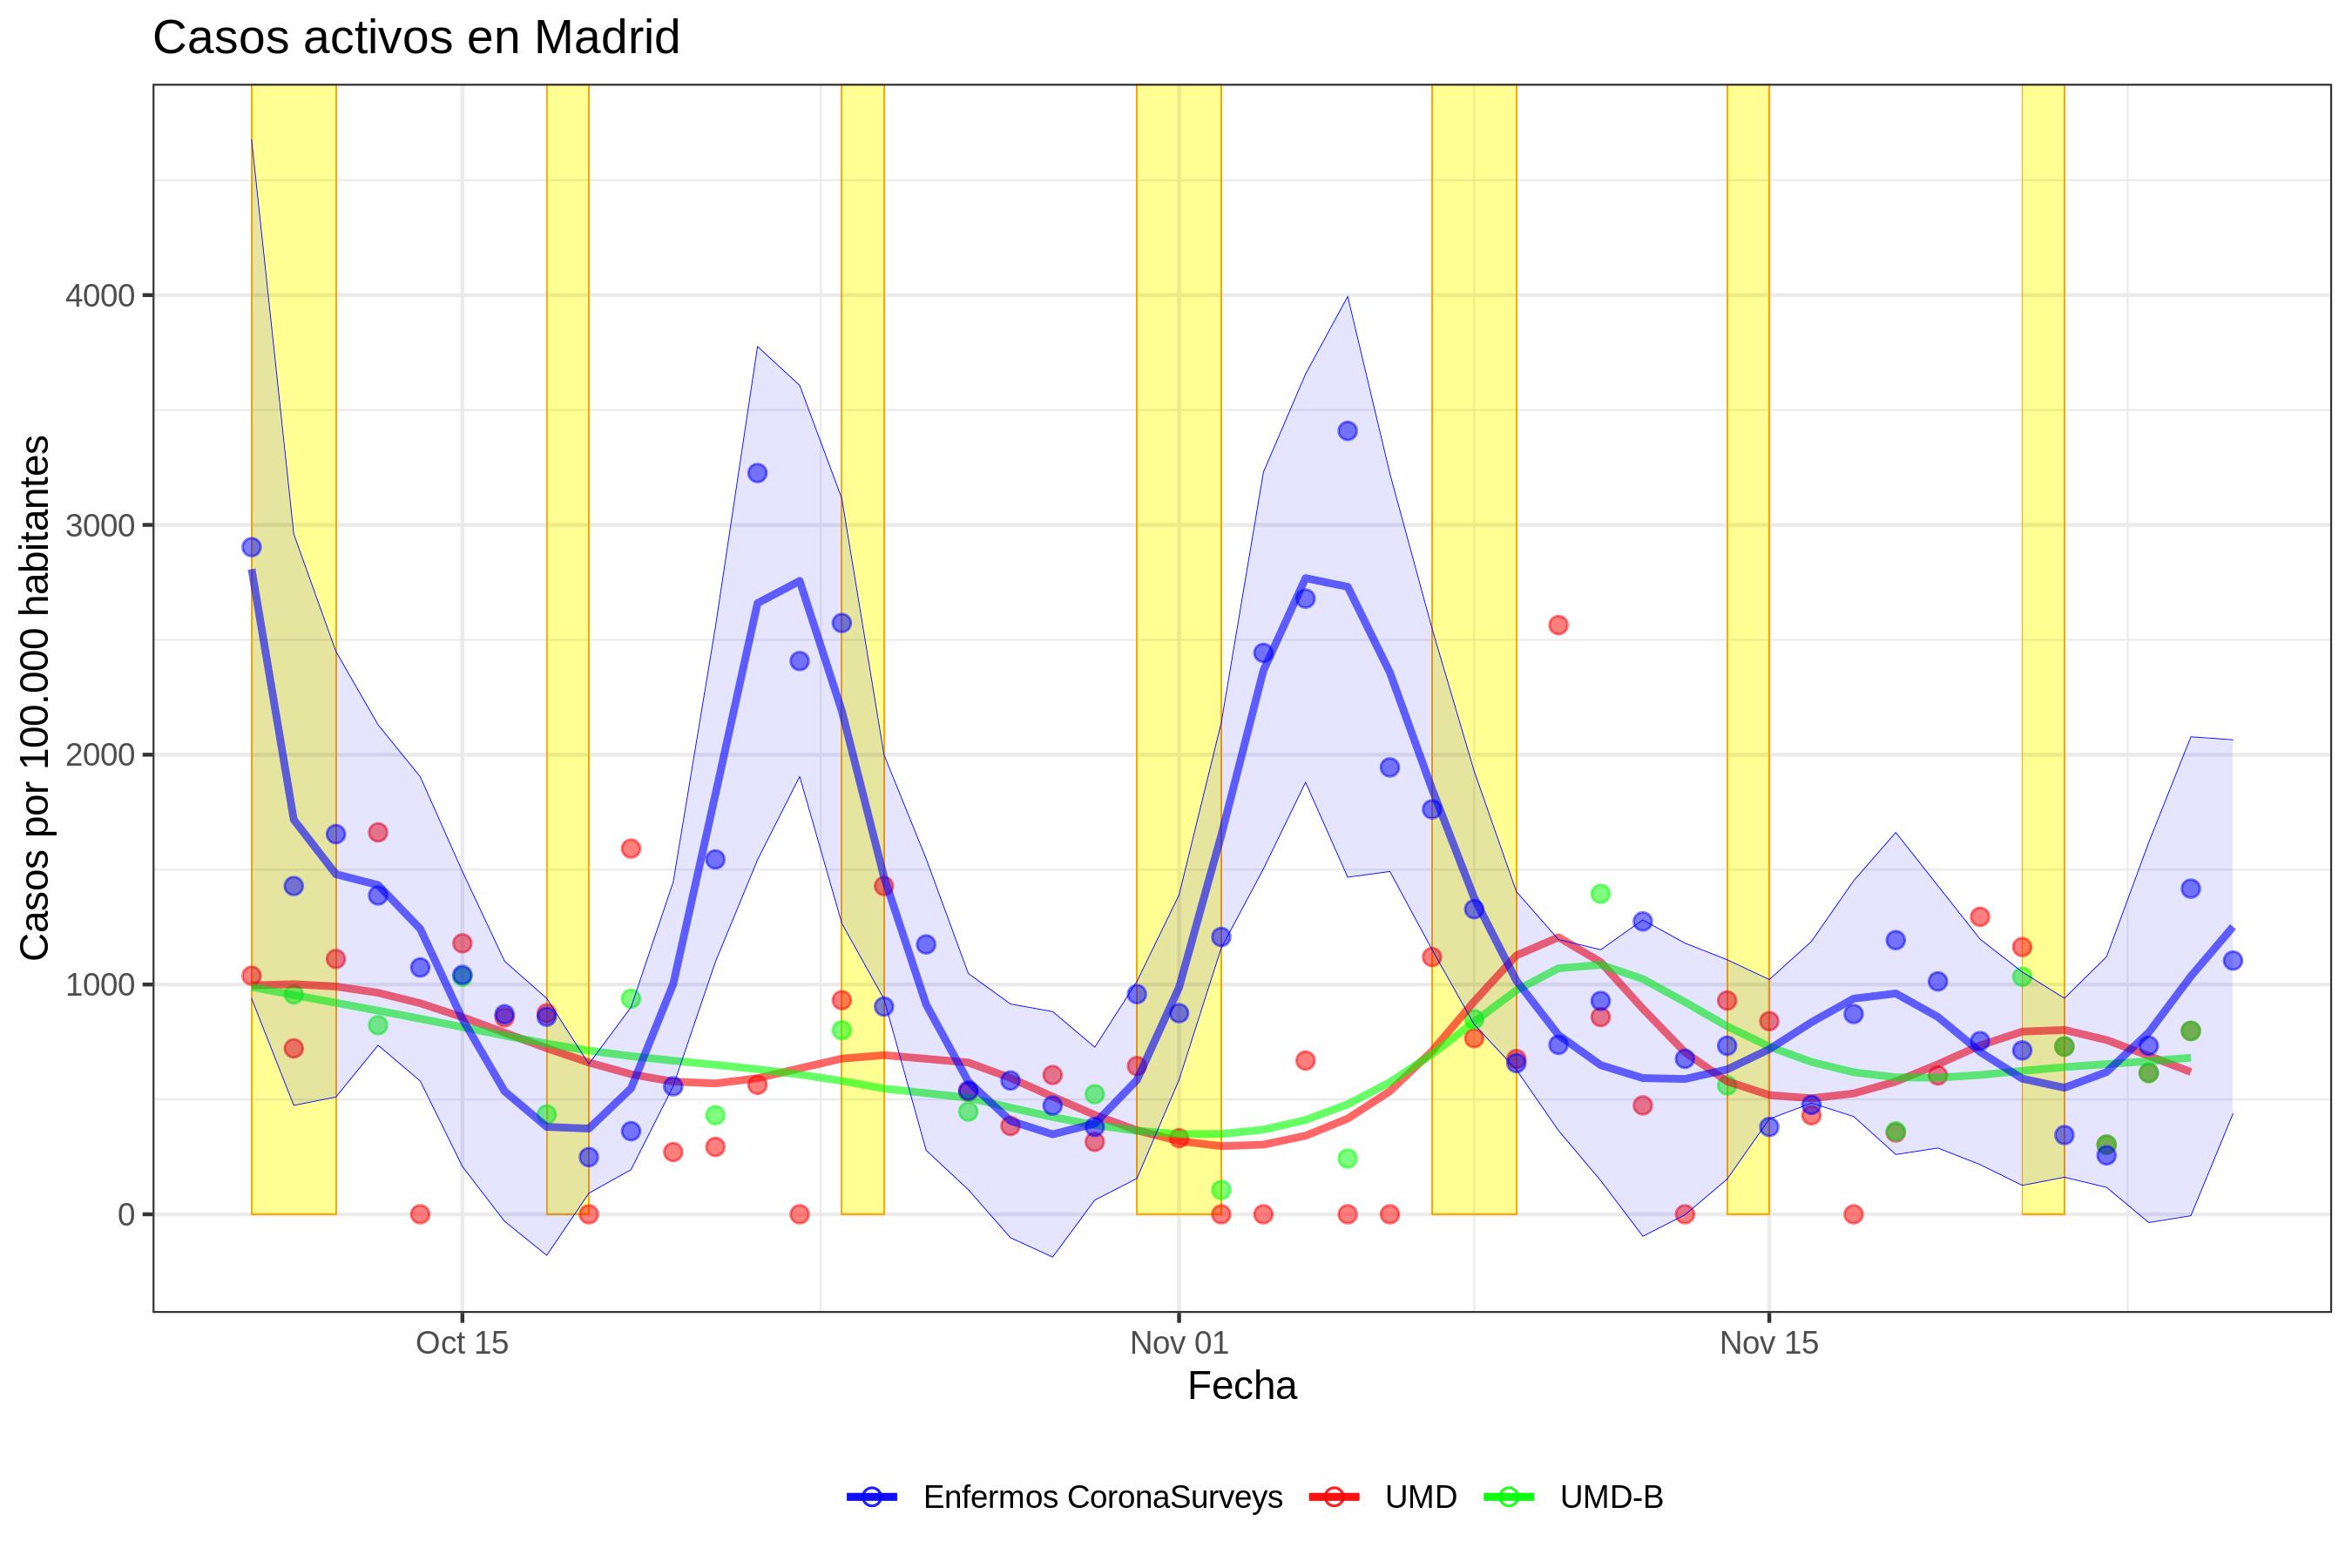 Casos activos en Madrid
Casos por 100.000 habitantes
4000
3000
2000
1000
0
Oct 15
Nov 01
Nov 15
Fecha
Enfermos CoronaSurveys
UMD
UMD-B